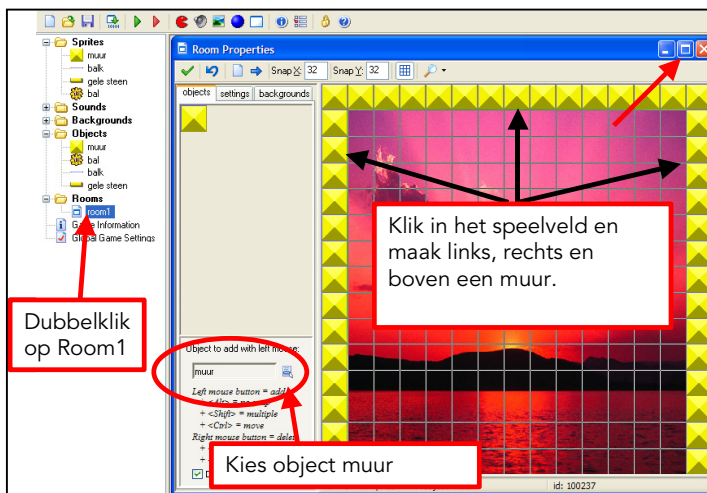 Sprites
muur
balk
gele steen
bal
Sounds
Backgrounds
Objects
muur
bal
balk
gele steen
Rooms
room1
Game Information
Global Game Settings
Dubbelklik
op Room1
Room Properties
Snap X: 32 Snap Y: 32
objects settings backgrounds
Klik in het speelveld en
maak links, rechts en
boven een muur.
Object to add with left mouse:
muur
Left mouse button = add
+ <Alt> = no
+ <Shift> = multiple
+ <Ctrl> = move
Right mouse button =
Kies object muur
id: 100237